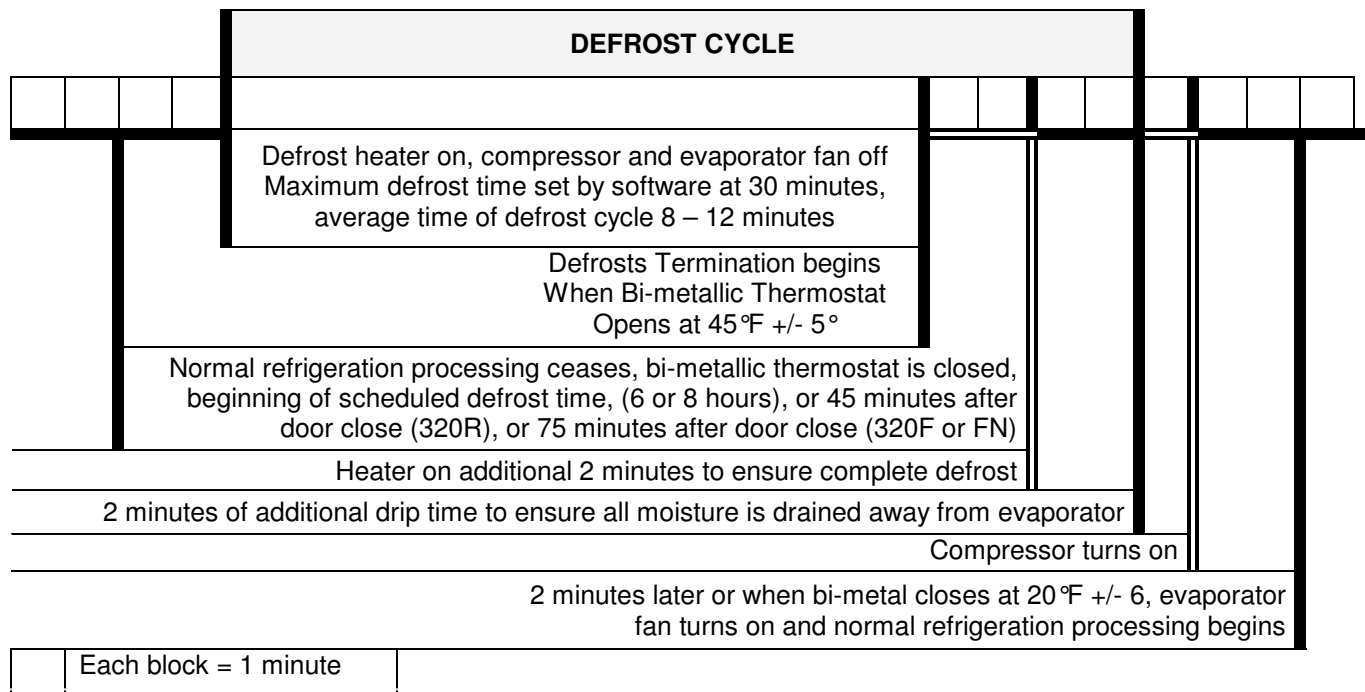 DEFROST CYCLE
Defrost heater on, compressor and evaporator fan off
Maximum defrost time set by software at 30 minutes,
average time of defrost cycle 8 – 12 minutes
Defrosts Termination begins
When Bi-metallic Thermostat
Opens at 45°F +/- 5°
Normal refrigeration processing ceases, bi-metallic thermostat is closed,
beginning of scheduled defrost time, (6 or 8 hours), or 45 minutes after
door close (320R), or 75 minutes after door close (320F or FN)
Heater on additional 2 minutes to ensure complete defrost
2 minutes of additional drip time to ensure all moisture is drained away from evaporator
Compressor turns on
2 minutes later or when bi-metal closes at 20°F +/- 6, evaporator
fan turns on and normal refrigeration processing begins
Each block = 1 minute